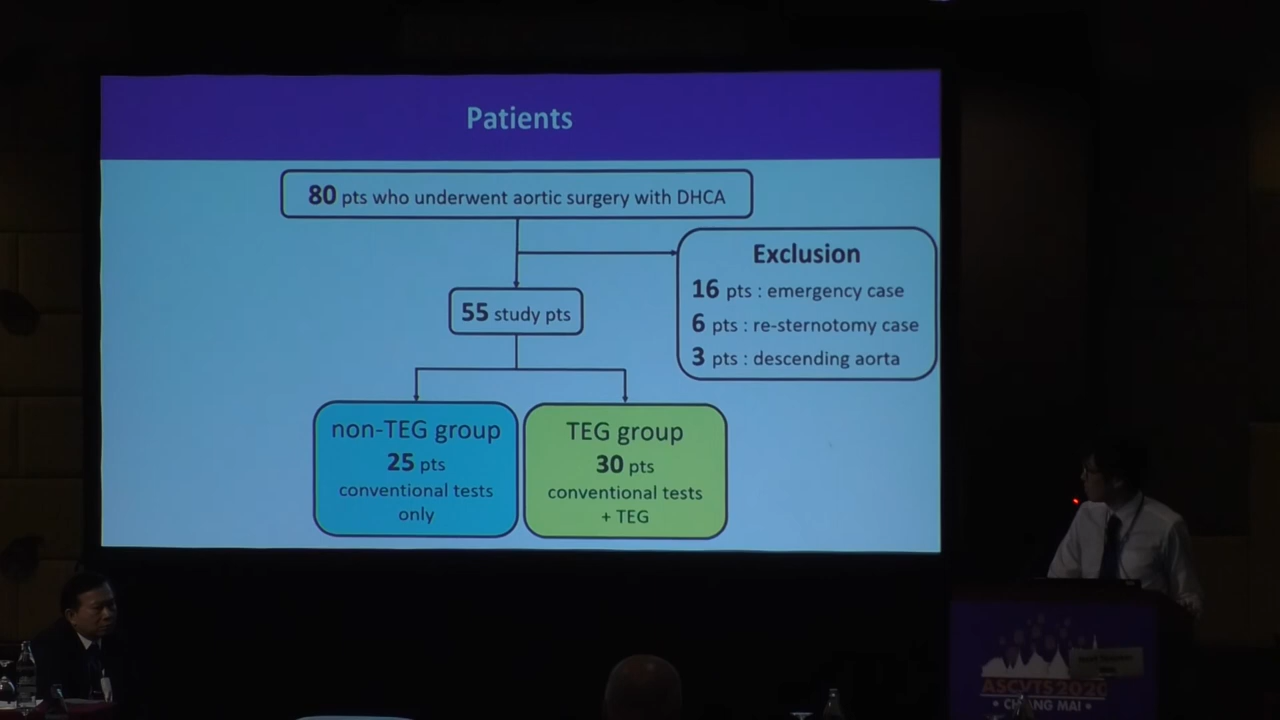 Patients
80 pts who underwent aortic surgery with DHCA
Exclusion
16 pts : emergency case
6 pts : re-sternotomy case
3 pts : descending aorta
55 study pts
non-TEG group
25 pts
conventional tests
only
TEG group
30 pts
conventional tests
+ TEG
ASCVTS 2020
• CHIANG MAI •